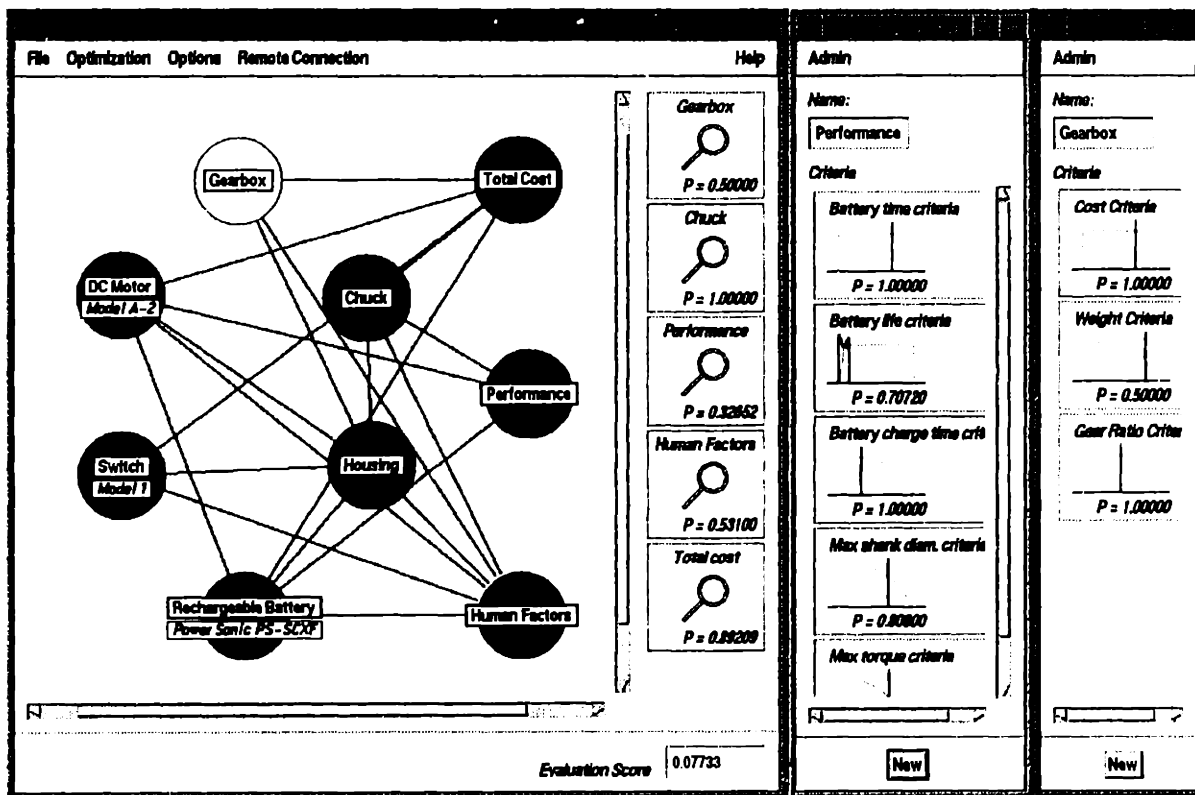 File Optimization Options Remote Connection Help
Gearbox
Total Cost
DC Motor
Model A-2
Chuck
Performance
Switch
Model 1
Housing
Rechargeable Battery
Power Sonic PS-SCXF
Human Factors
Gearbox
P = 0.50000
Chuck
P = 1.00000
Performance
P = 0.32652
Human Factors
P = 0.53100
Total cost
P = 0.89209
Evaluation Score 0.07733
Admin
Name:
Performance
Criteria
Battery time criteria
P = 1.00000
Battery life criteria
P = 0.70720
Battery charge time crit
P = 1.00000
Max shank diam. criteria
P = 0.80800
Max torque criteria
New
Admin
Name:
Gearbox
Criteria
Cost Criteria
P = 1.00000
Weight Criteria
P = 0.50000
Gear Ratio Criter
P = 1.00000
New